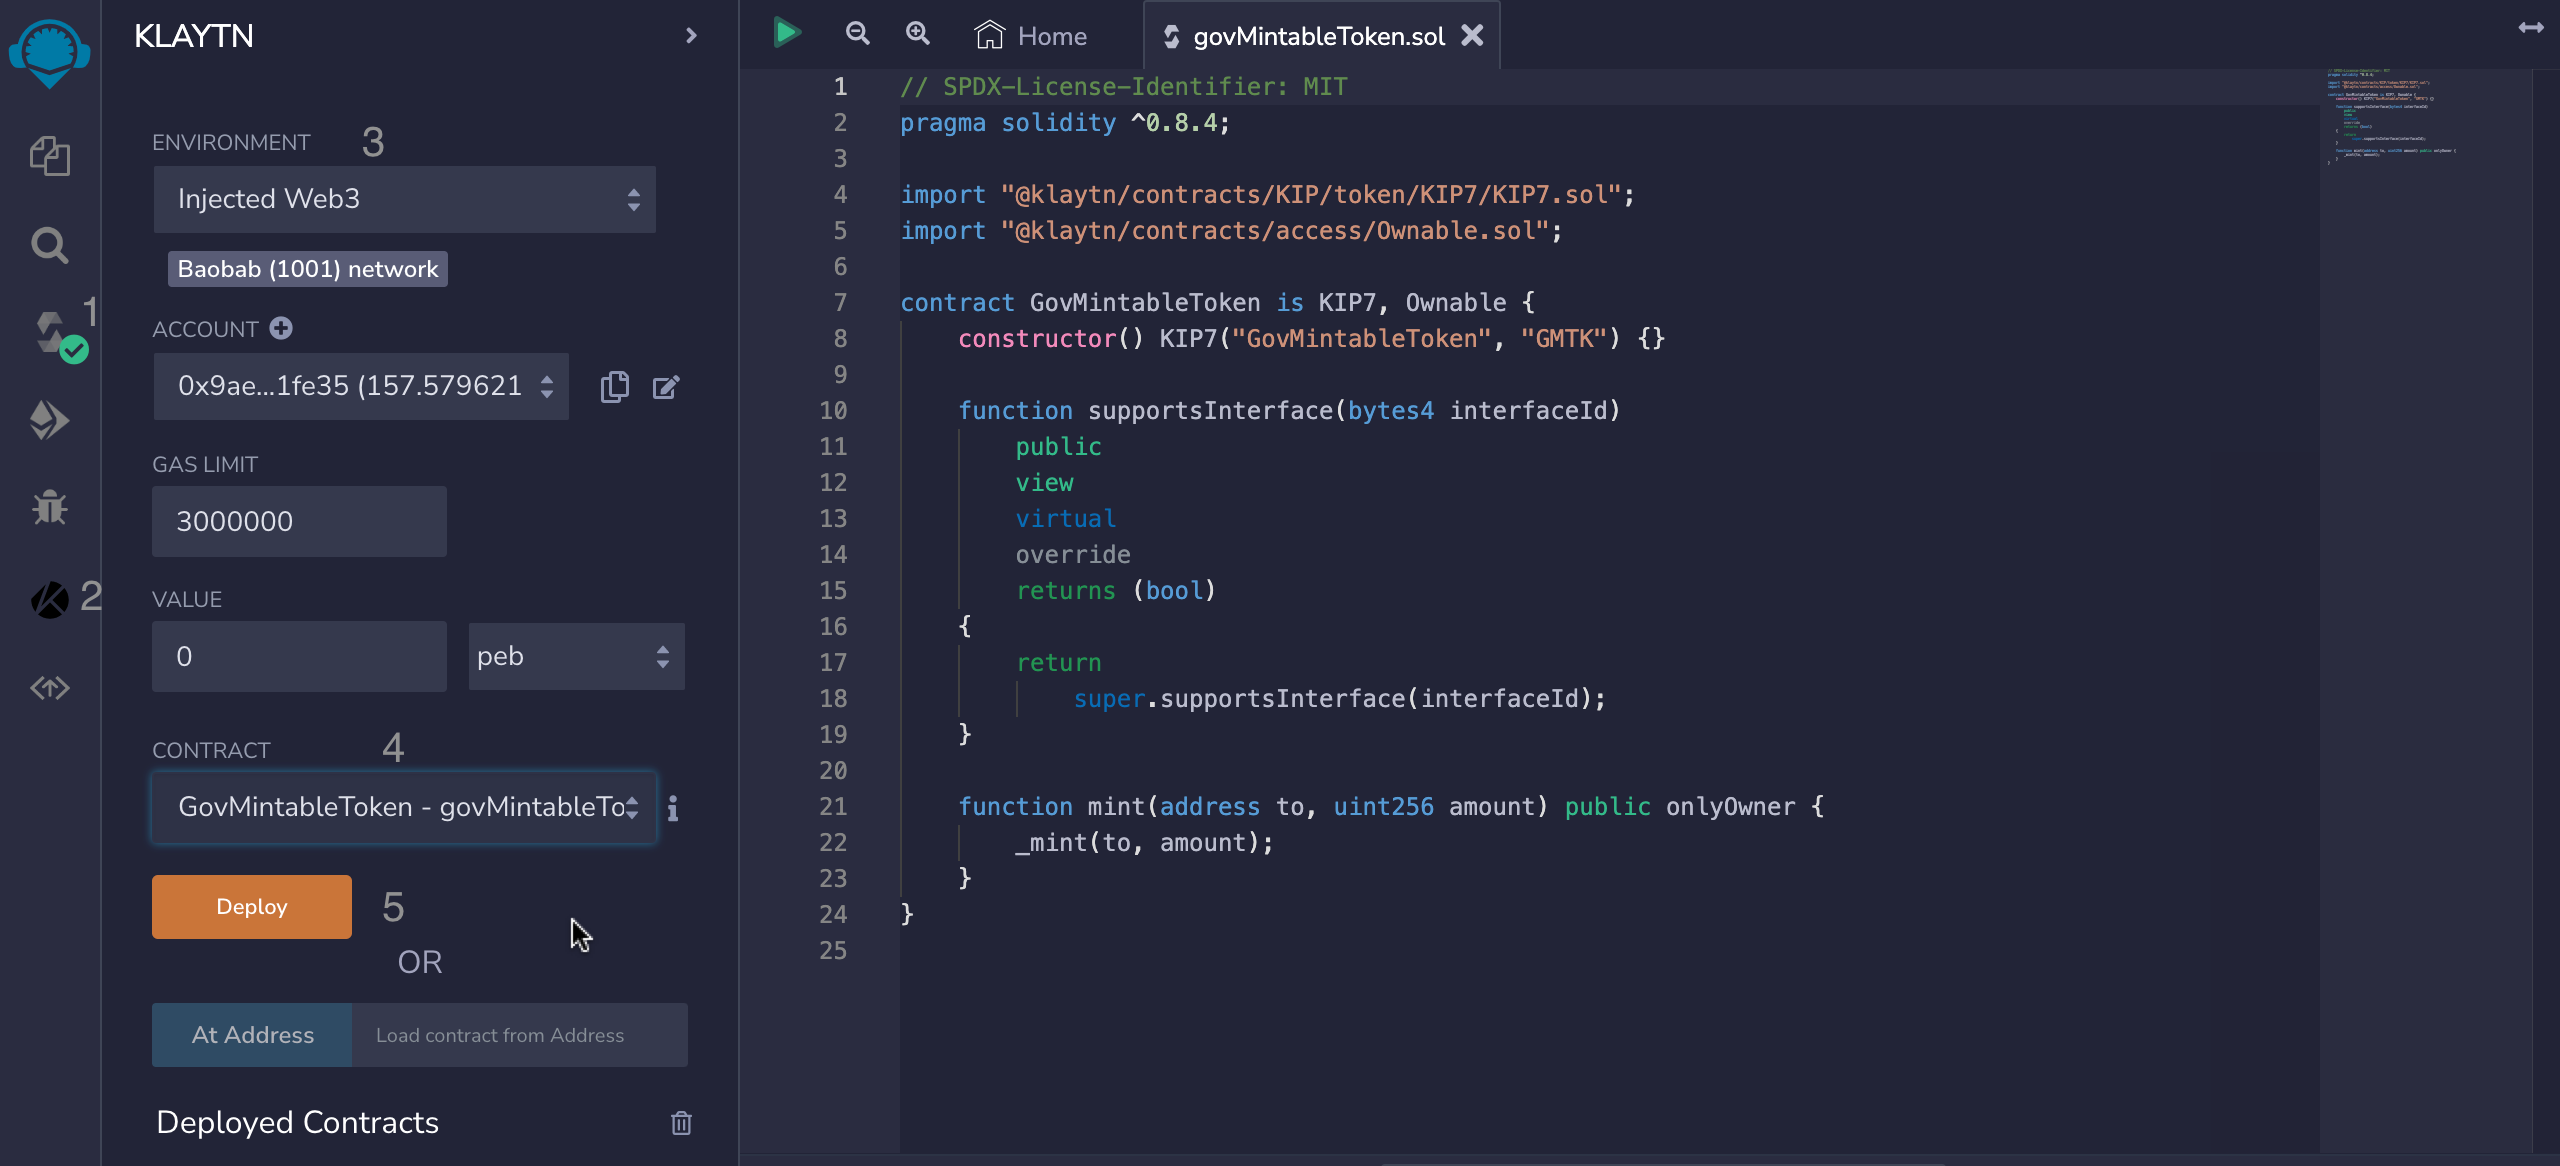 KLAYTN
1
2
ENVIRONMENT 3
Injected Web3
Baobab (1001) network
ACCOUNT
0x9ae...1fe35 (157.579621
GAS LIMIT
3000000
VALUE
0 peb
CONTRACT 4
GovMintableToken - govMintableTo
Deploy 5
OR
At Address Load contract from Address
Deployed Contracts
Home govMintableToken.sol
1 // SPDX-License-Identifier: MIT
2 pragma solidity ^0.8.4;
3
4 import "@klaytn/contracts/KIP/token/KIP7/KIP7.sol";
5 import "@klaytn/contracts/access/Ownable.sol";
6
7 contract GovMintableToken is KIP7, Ownable {
8 constructor() KIP7("GovMintableToken", "GMTK") {}
9
10 function supportsInterface(bytes4 interfaceId)
11 public
12 view
13 virtual
14 override
15 returns (bool)
16 {
17 return
18 super.supportsInterface(interfaceId);
19 }
20
21 function mint(address to, uint256 amount) public onlyOwner {
22 _mint(to, amount);
23 }
24 }
25